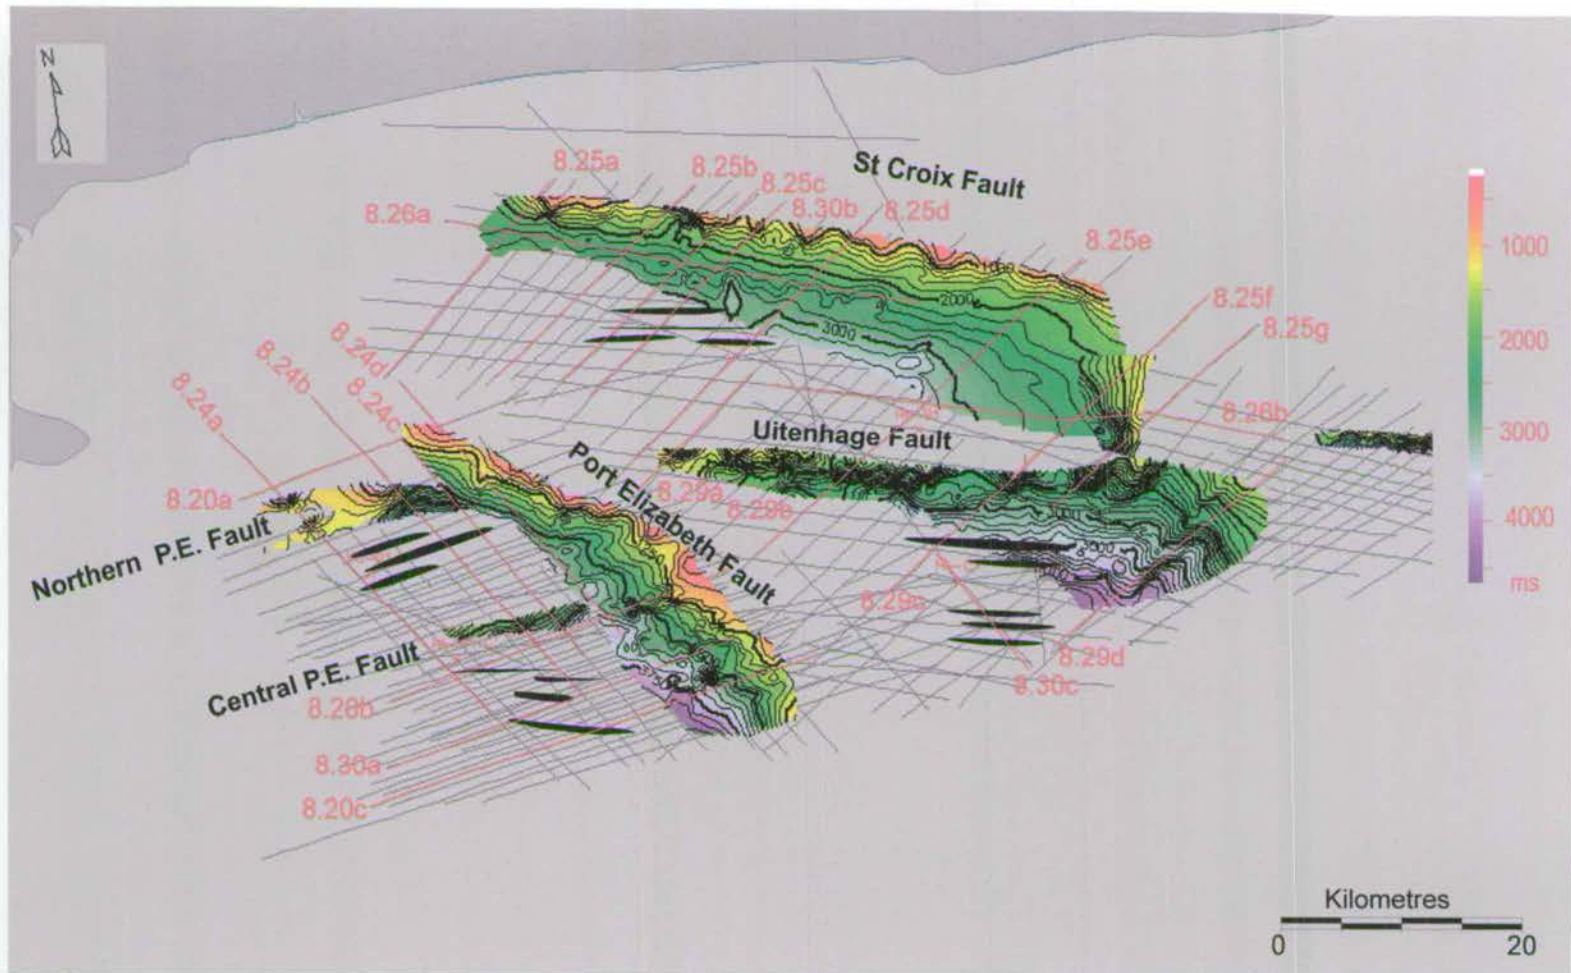 N
St Croix Fault
8.25a
8.25b
8.25c
8.30b
8.25d
8.26a
8.25e
1000
1000
2000
8.25f
3000
8.25g
2000
8.24d
8.24b
8.24c
8.24a
8.26b
3000
Uitenhage Fault
Port Elizabeth Fault
8.20a
8.29a
8.29b
4000
Northern P.E. Fault
ms
8.29c
Central P.E. Fault
8.29d
8.30c
8.20b
8.30a
8.20c
Kilometres
0 20